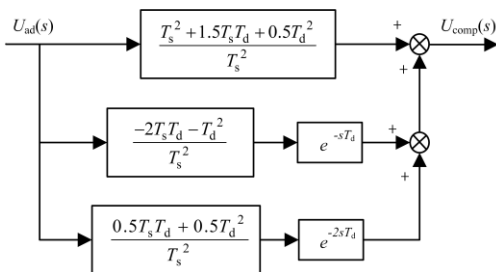 U_ad(s)
T_s^2 + 1.5T_sT_d + 0.5T_d^2
T_s^2
+
U_comp(s)
+
-2T_sT_d - T_d^2
T_s^2
e^-sT_d
+
+
0.5T_sT_d + 0.5T_d^2
T_s^2
e^-2sT_d